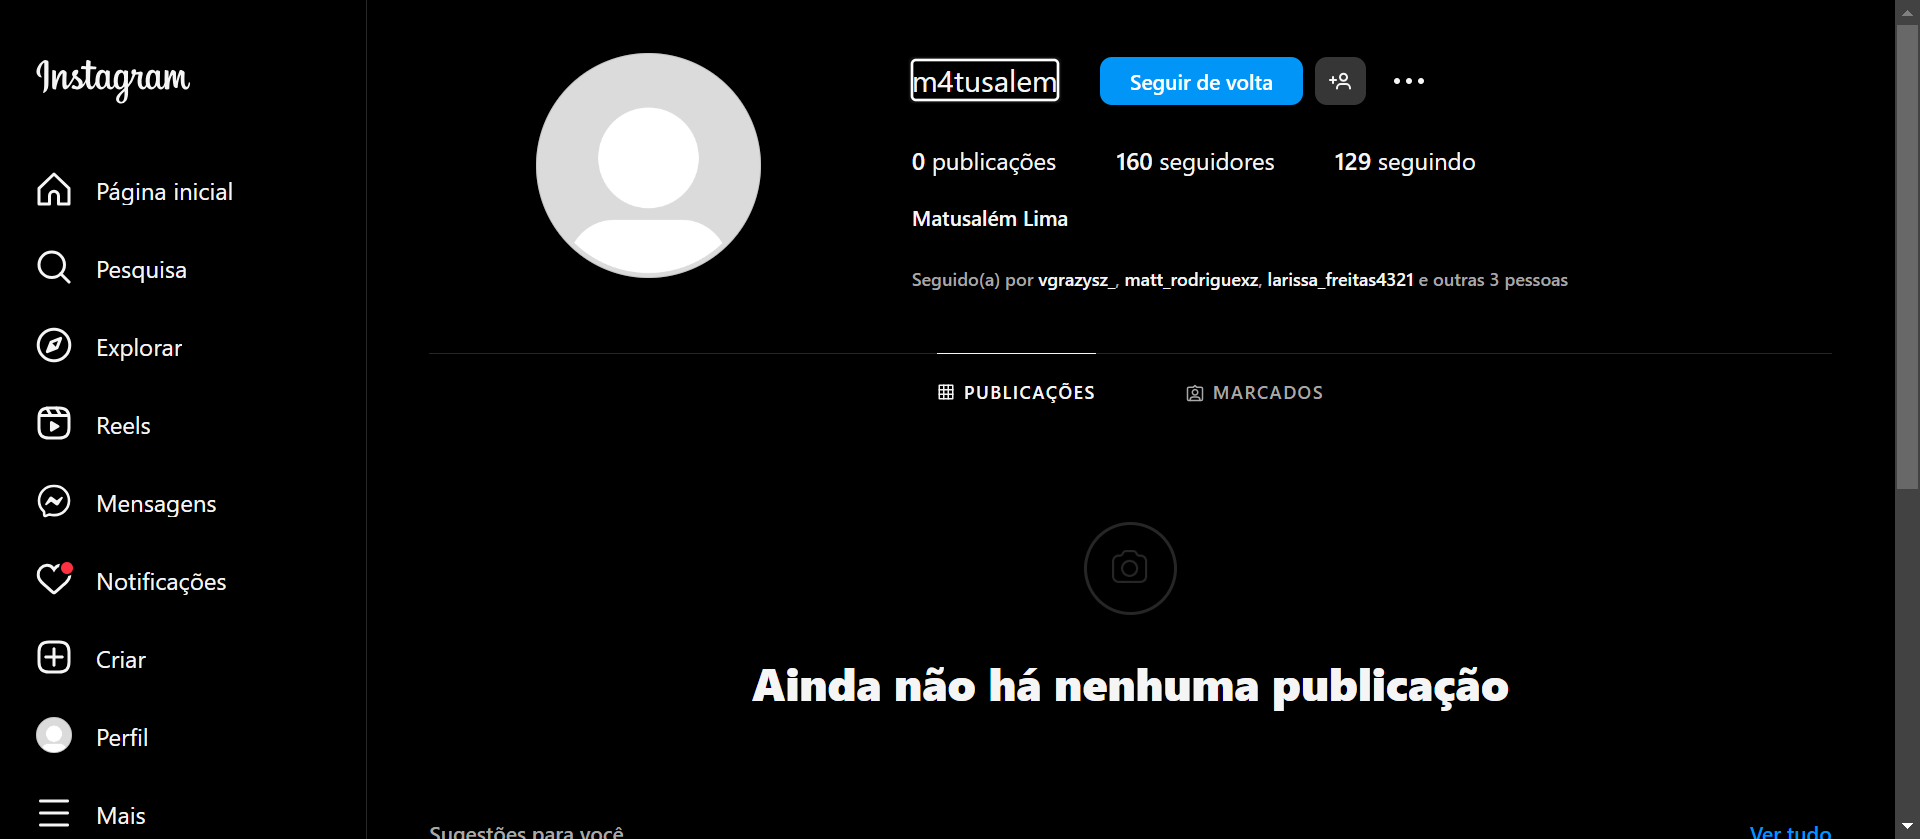 Instagram
Página inicial
Pesquisa
Explorar
Reels
Mensagens
Notificações
Criar
Perfil
Mais
m4tusalem
Seguir de volta
0 publicações 160 seguidores 129 seguindo
Matusalém Lima
Seguido(a) por vgrazysz_, matt_rodriguexz, larissa_freitas4321 e outras 3 pessoas
PUBLICAÇÕES MARCADOS
Ainda não há nenhuma publicação
Sugestões para você Ver tudo